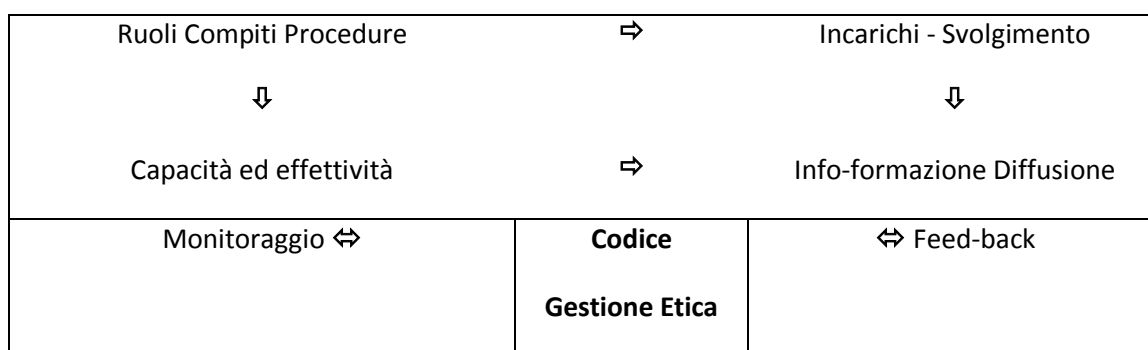 Ruoli Compiti Procedure ⇨ Incarichi - Svolgimento
⇩ ⇩
Capacità ed effettività ⇨ Info-formazione Diffusione
Monitoraggio ⇔ Codice ⇔ Feed-back
Gestione Etica